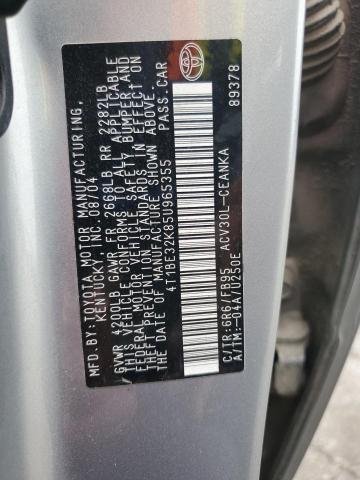 MFD. BY: TOYOTA MOTOR MANUFACTURING,
KENTUCKY, INC. 08/04
GVWR 4200LB GAWR FR 2668LB RR 2282LB
THIS VEHICLE CONFORMS TO ALL APPLICABLE
FEDERAL MOTOR VEHICLE SAFETY, BUMPER, AND
THEFT PREVENTION STANDARDS IN EFFECT ON
THE DATE OF MANUFACTURE SHOWN ABOVE.
4T1BE32K85U965355 PASS.CAR
C/TR:6R6/FB95 ACV30L-CEANKA
A/TM:-04A/U250E 89378
TOYOTA